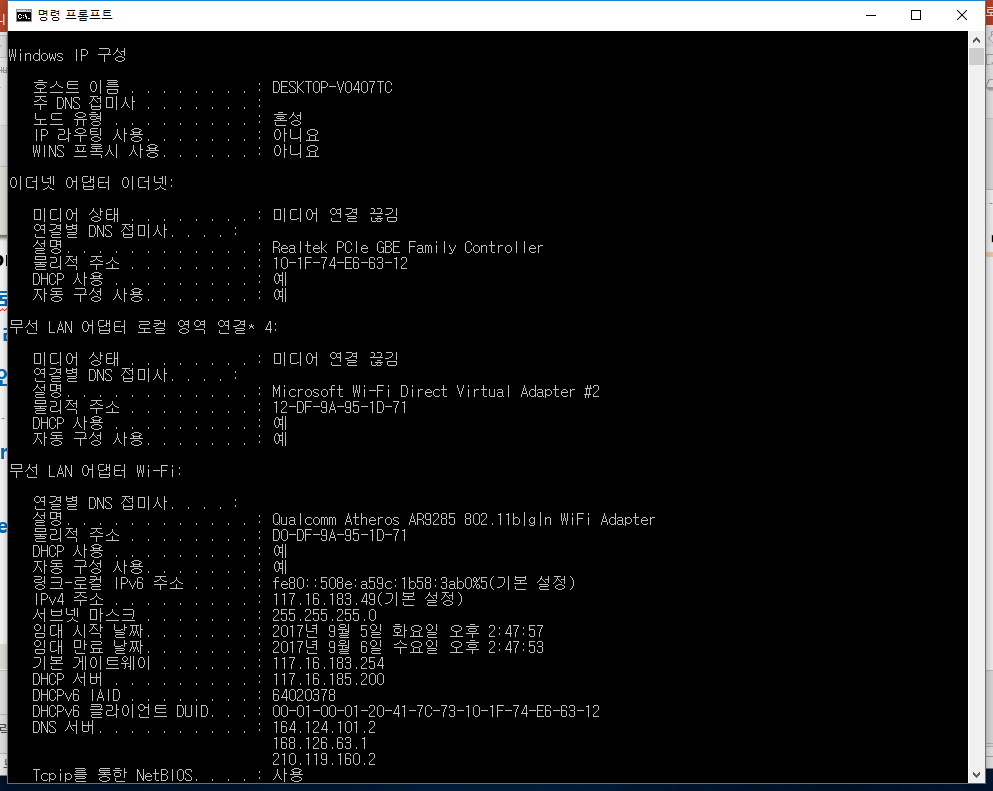 명령 프롬프트
Windows IP 구성
호스트 이름 . . . . . . . . : DESKTOP-VO407TC
주 DNS 접미사 . . . . . . . :
노드 유형 . . . . . . . . . : 혼성
IP 라우팅 사용. . . . . . . : 아니요
WINS 프록시 사용. . . . . . : 아니요
이더넷 어댑터 이더넷:
미디어 상태 . . . . . . . . : 미디어 연결 끊김
연결별 DNS 접미사. . . . :
설명. . . . . . . . . . . . : Realtek PCIe GBE Family Controller
물리적 주소 . . . . . . . . : 10-1F-74-E6-63-12
DHCP 사용 . . . . . . . . . : 예
자동 구성 사용. . . . . . . : 예
무선 LAN 어댑터 로컬 영역 연결* 4:
미디어 상태 . . . . . . . . : 미디어 연결 끊김
연결별 DNS 접미사. . . . :
설명. . . . . . . . . . . . : Microsoft Wi-Fi Direct Virtual Adapter #2
물리적 주소 . . . . . . . . : 12-DF-9A-95-1D-71
DHCP 사용 . . . . . . . . . : 예
자동 구성 사용. . . . . . . : 예
무선 LAN 어댑터 Wi-Fi:
연결별 DNS 접미사. . . . :
설명. . . . . . . . . . . . : Qualcomm Atheros AR9285 802.11b|g|n WiFi Adapter
물리적 주소 . . . . . . . . : D0-DF-9A-95-1D-71
DHCP 사용 . . . . . . . . . : 예
자동 구성 사용. . . . . . . : 예
링크-로컬 IPv6 주소 . . . . : fe80::508e:a59c:1b58:3ab0%5(기본 설정)
IPv4 주소 . . . . . . . . . : 117.16.183.49(기본 설정)
서브넷 마스크 . . . . . . . : 255.255.255.0
임대 시작 날짜. . . . . . . : 2017년 9월 5일 화요일 오후 2:47:57
임대 만료 날짜. . . . . . . : 2017년 9월 6일 수요일 오후 2:47:53
기본 게이트웨이 . . . . . . : 117.16.183.254
DHCP 서버 . . . . . . . . . : 117.16.185.200
DHCPv6 IAID . . . . . . . . : 64020378
DHCPv6 클라이언트 DUID. . . : 00-01-00-01-20-41-7C-73-10-1F-74-E6-63-12
DNS 서버. . . . . . . . . . : 164.124.101.2
168.126.63.1
210.119.160.2
Tcpip를 통한 NetBIOS. . . . : 사용